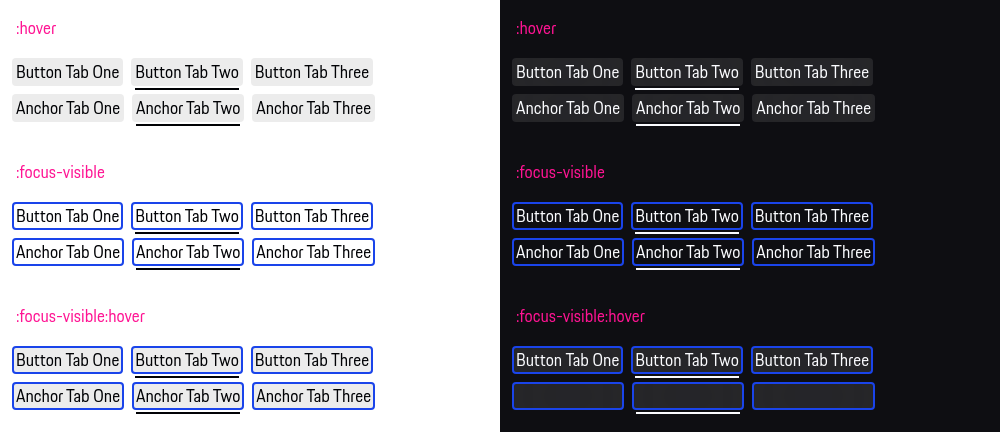 :hover
Button Tab One Button Tab Two Button Tab Three
Anchor Tab One Anchor Tab Two Anchor Tab Three
:focus-visible
Button Tab One Button Tab Two Button Tab Three
Anchor Tab One Anchor Tab Two Anchor Tab Three
:focus-visible:hover
Button Tab One Button Tab Two Button Tab Three
Anchor Tab One Anchor Tab Two Anchor Tab Three
:hover
Button Tab One Button Tab Two Button Tab Three
Anchor Tab One Anchor Tab Two Anchor Tab Three
:focus-visible
Button Tab One Button Tab Two Button Tab Three
Anchor Tab One Anchor Tab Two Anchor Tab Three
:focus-visible:hover
Button Tab One Button Tab Two Button Tab Three